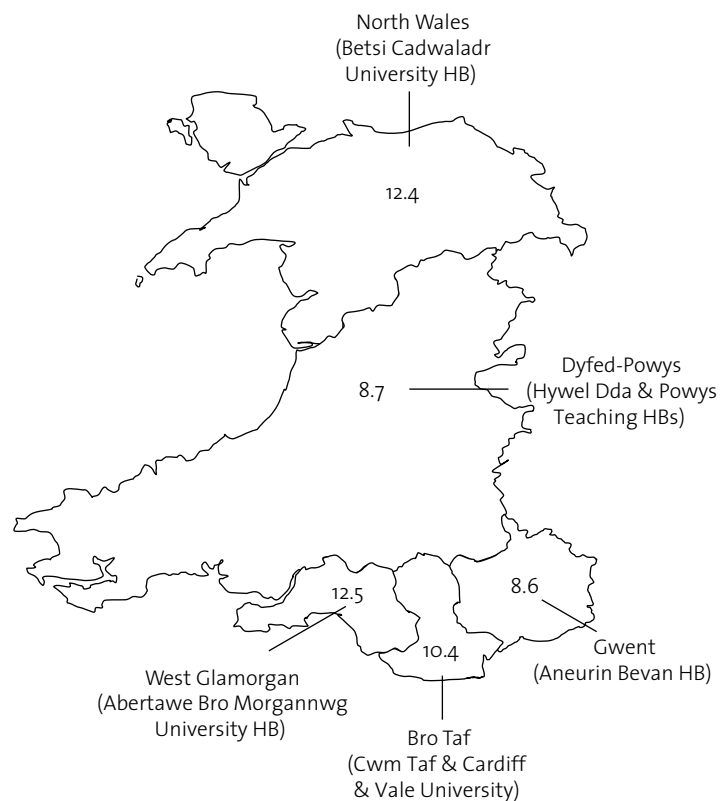 North Wales
(Betsi Cadwaladr
University HB)
12.4
8.7
Dyfed-Powys
(Hywel Dda & Powys
Teaching HBs)
12.5
8.6
10.4
Gwent
(Aneurin Bevan HB)
West Glamorgan
(Abertawe Bro Morgannwg
University HB)
Bro Taf
(Cwm Taf & Cardiff
& Vale University)